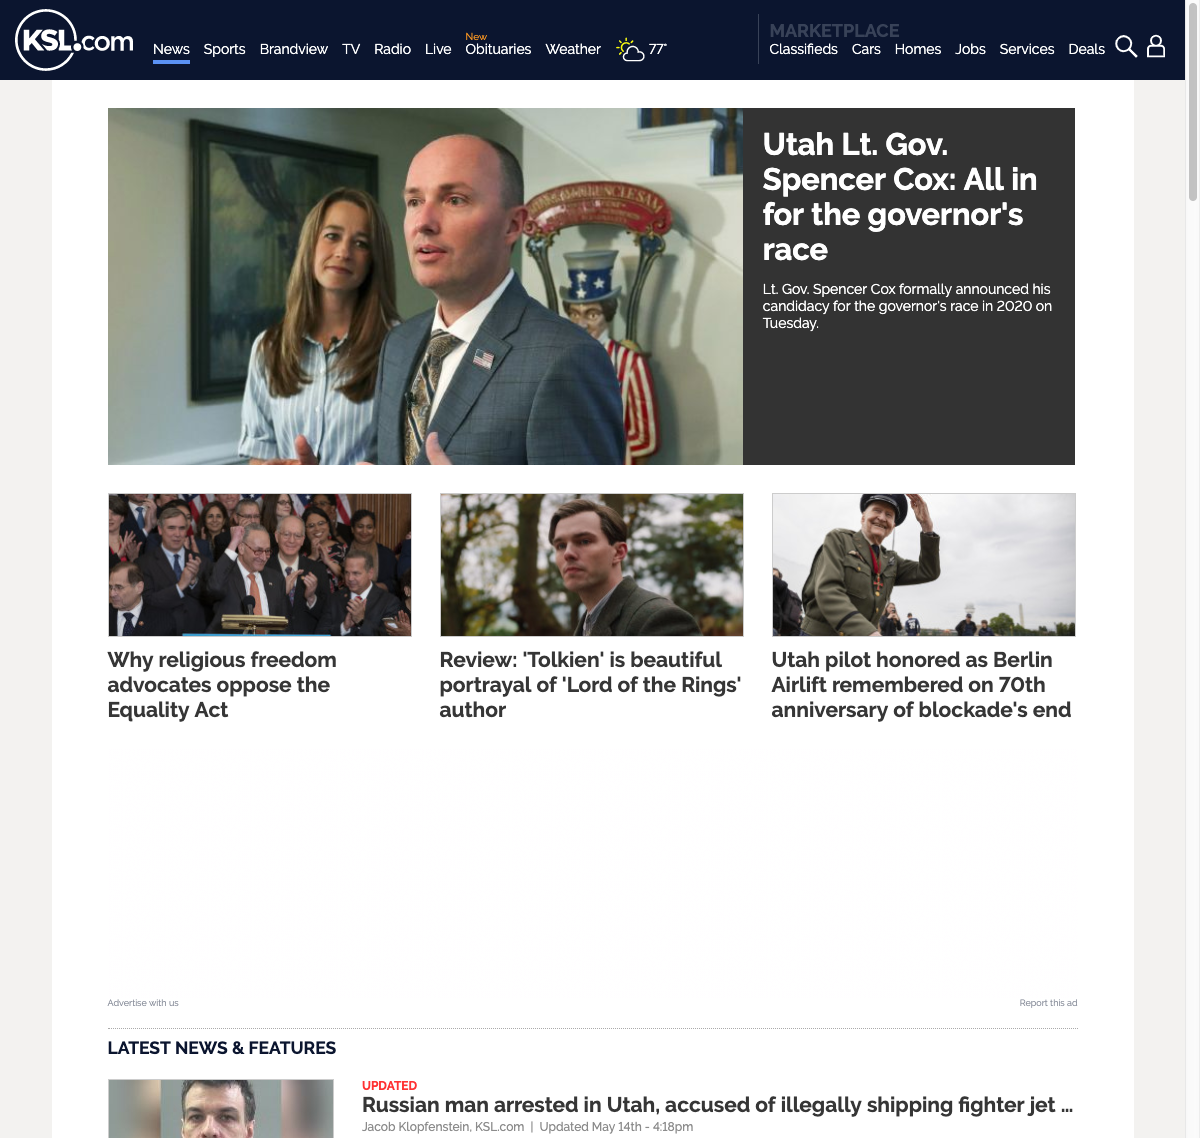 KSL.com
News Sports Brandview TV Radio Live New Obituaries Weather 77°
MARKETPLACE
Classifieds Cars Homes Jobs Services Deals
UNCLE SAM
Utah Lt. Gov.
Spencer Cox: All in
for the governor's
race
Lt. Gov. Spencer Cox formally announced his
candidacy for the governor's race in 2020 on
Tuesday.
Why religious freedom
advocates oppose the
Equality Act
Review: 'Tolkien' is beautiful
portrayal of 'Lord of the Rings'
author
Utah pilot honored as Berlin
Airlift remembered on 70th
anniversary of blockade's end
Advertise with us
Report this ad
LATEST NEWS & FEATURES
UPDATED
Russian man arrested in Utah, accused of illegally shipping fighter jet ...
Jacob Klopfenstein, KSL.com | Updated May 14th - 4:18pm